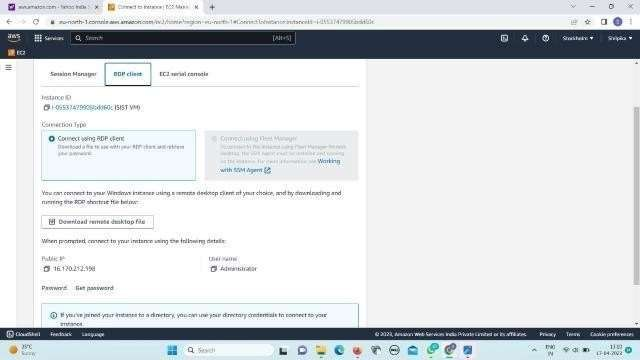 aws.amazon.com - Yahoo India S
Connect to instance | EC2 Mana
eu-north-1.console.aws.amazon.com/ec2/home?region=eu-north-1#ConnectToInstance:instanceId=
aws Services Search [Alt+S] Stockholm Shilpika
EC2
Session Manager RDP client EC2 serial console
Instance ID
(SIST VM)
Connection Type
Connect using RDP client
Download a file to use with your RDP client and retrieve
your password.
Connect using Fleet Manager
To connect to the instance using Fleet Manager Remote
Desktop, the SSM Agent must be installed and running
on the instance. For more information, see Working
with SSM Agent
You can connect to your Windows instance using a remote desktop client of your choice, and by downloading and
running the RDP shortcut file below:
Download remote desktop file
When prompted, connect to your instance using the following details:
Public IP
16.170.212.198
User name
Administrator
Password Get password
If you've joined your instance to a directory, you can use your directory credentials to connect to your
instance.
CloudShell Feedback Language © 2023, Amazon Web Services India Private Limited or its affiliates. Privacy Terms Cookie preferences
Sunny
Search
ENG
IN
17-04-2023